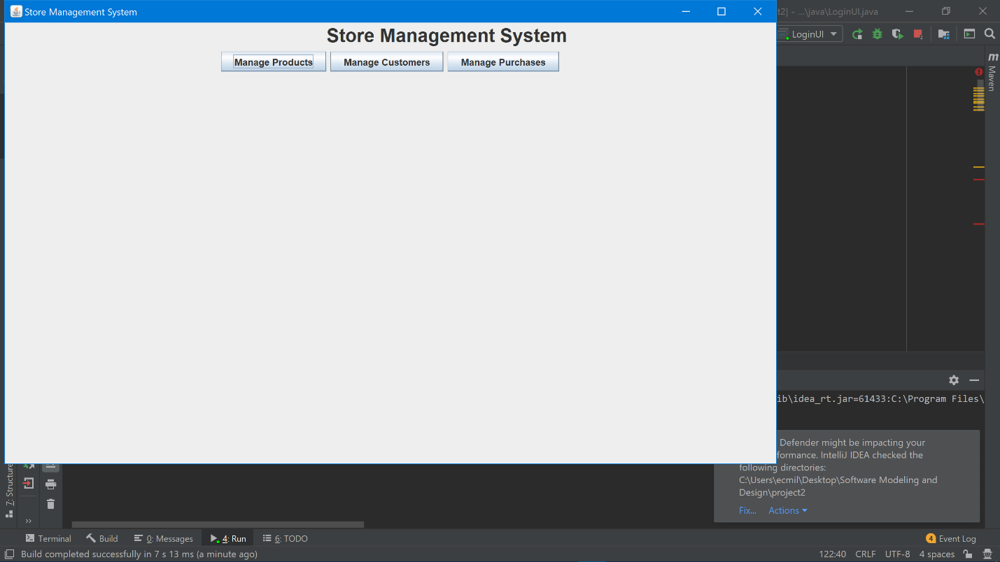 Store Management System
t2] - ...\java\LoginUI.java
Store Management System
LoginUI
Manage Products
Manage Customers
Manage Purchases
m
Maven
ib\idea_rt.jar=61433:C:\Program Files\
Defender might be impacting your
formance. IntelliJ IDEA checked the
following directories:
C:\Users\ecmil\Desktop\Software Modeling and
Design\project2
Fix...
Actions
7: Structure
»
Terminal
Build
0: Messages
4: Run
6: TODO
4 Event Log
Build completed successfully in 7 s 13 ms (a minute ago)
122:40
CRLF
UTF-8
4 spaces